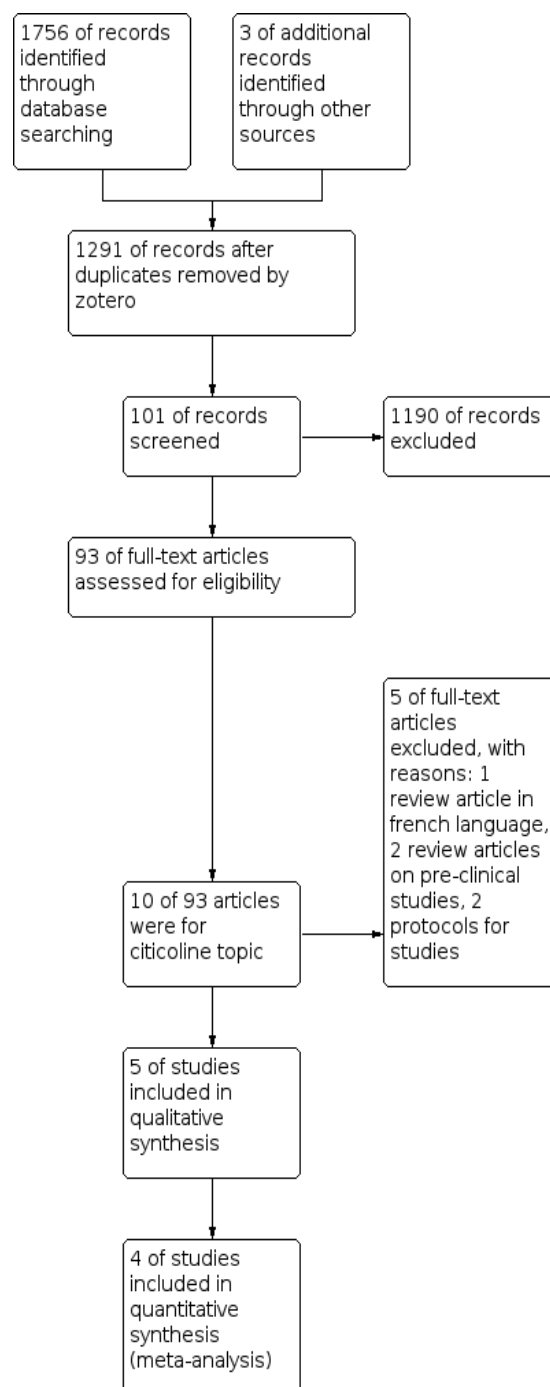 1756 of records
identified
through
database
searching
3 of additional
records
identified
through other
sources
1291 of records after
duplicates removed by
zotero
101 of records
screened
1190 of records
excluded
93 of full-text articles
assessed for eligibility
5 of full-text
articles
excluded, with
reasons: 1
review article in
french language,
2 review articles
on pre-clinical
studies, 2
protocols for
studies
10 of 93 articles
were for
citicoline topic
5 of studies
included in
qualitative
synthesis
4 of studies
included in
quantitative
synthesis
(meta-analysis)